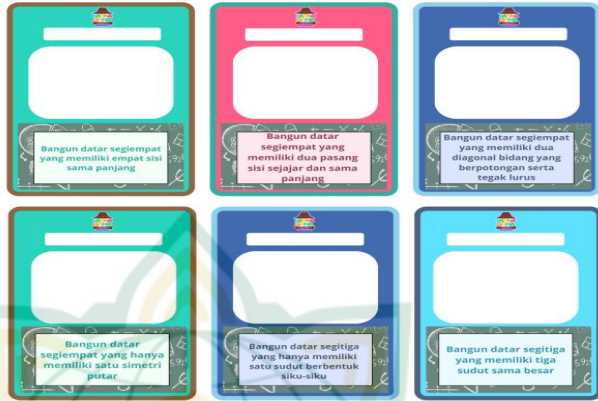 Bangun datar segiempat
yang memiliki empat sisi
sama panjang
Bangun datar
segiempat yang
memiliki dua pasang
sisi sejajar dan sama
panjang
Bangun datar segiempat
yang memiliki dua
diagonal bidang yang
berpotongan serta
tegak lurus
Bangun datar
segiempat yang hanya
memiliki satu simetri
putar
Bangun datar segitiga
yang hanya memiliki
satu sudut berbentuk
siku-siku
Bangun datar segitiga
yang memiliki tiga
sudut sama besar